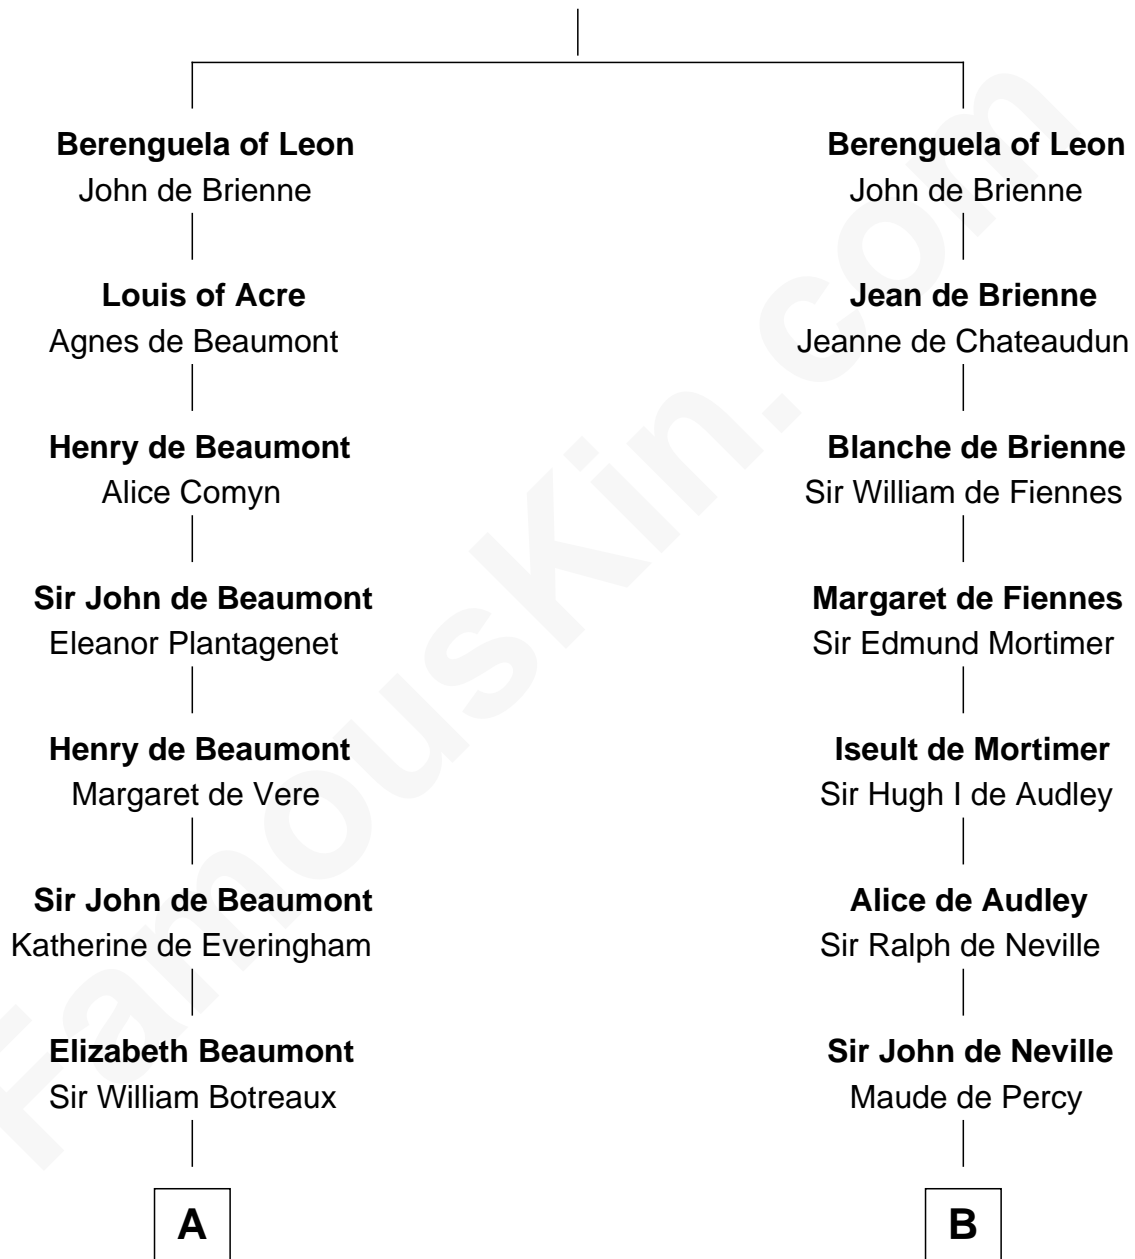 Berenguela of Leon
John de Brienne
Louis of Acre
Agnes de Beaumont
Henry de Beaumont
Alice Comyn
Sir John de Beaumont
Eleanor Plantagenet
Henry de Beaumont
Margaret de Vere
Sir John de Beaumont
Katherine de Everingham
Elizabeth Beaumont
Sir William Botreaux
A
Berenguela of Leon
John de Brienne
Jean de Brienne
Jeanne de Chateaudun
Blanche de Brienne
Sir William de Fiennes
Margaret de Fiennes
Sir Edmund Mortimer
Iseult de Mortimer
Sir Hugh I de Audley
Alice de Audley
Sir Ralph de Neville
Sir John de Neville
Maude de Percy
B
FamousKin.com